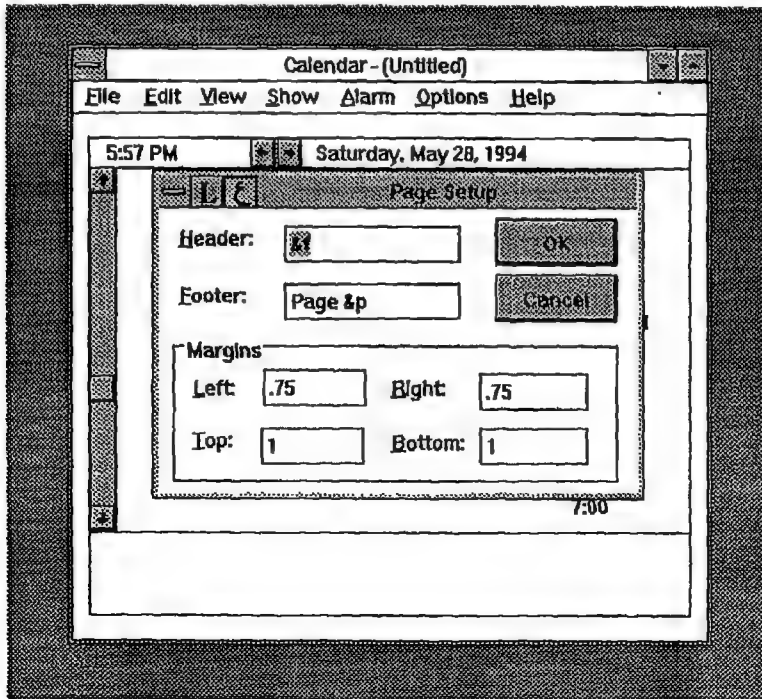 Calendar - (Untitled)
File Edit View Show Alarm Options Help
5:57 PM Saturday, May 28, 1994
L ع Page Setup
Header: &f OK
Footer: Page &p Cancel
Margins
Left: .75 Right: .75
Top: 1 Bottom: 1
7:00